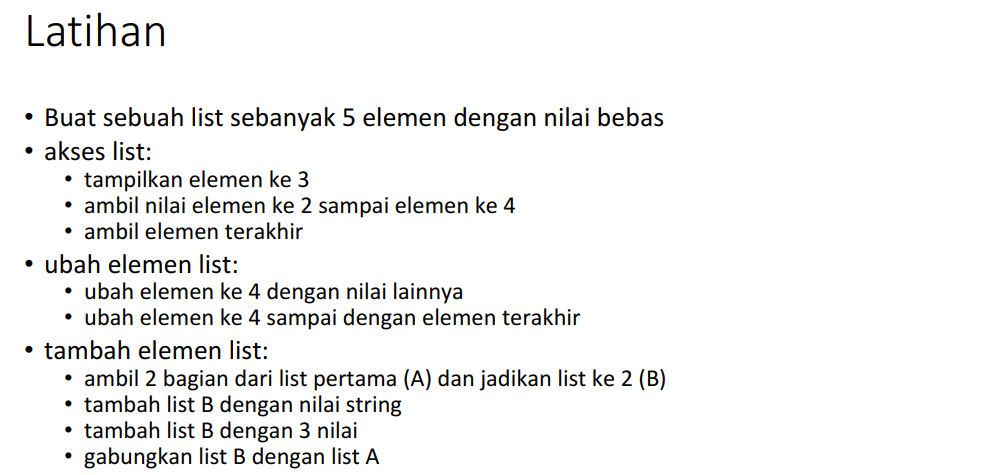 Latihan
• Buat sebuah list sebanyak 5 elemen dengan nilai bebas
• akses list:
• tampilkan elemen ke 3
• ambil nilai elemen ke 2 sampai elemen ke 4
• ambil elemen terakhir
• ubah elemen list:
• ubah elemen ke 4 dengan nilai lainnya
• ubah elemen ke 4 sampai dengan elemen terakhir
• tambah elemen list:
• ambil 2 bagian dari list pertama (A) dan jadikan list ke 2 (B)
• tambah list B dengan nilai string
• tambah list B dengan 3 nilai
• gabungkan list B dengan list A